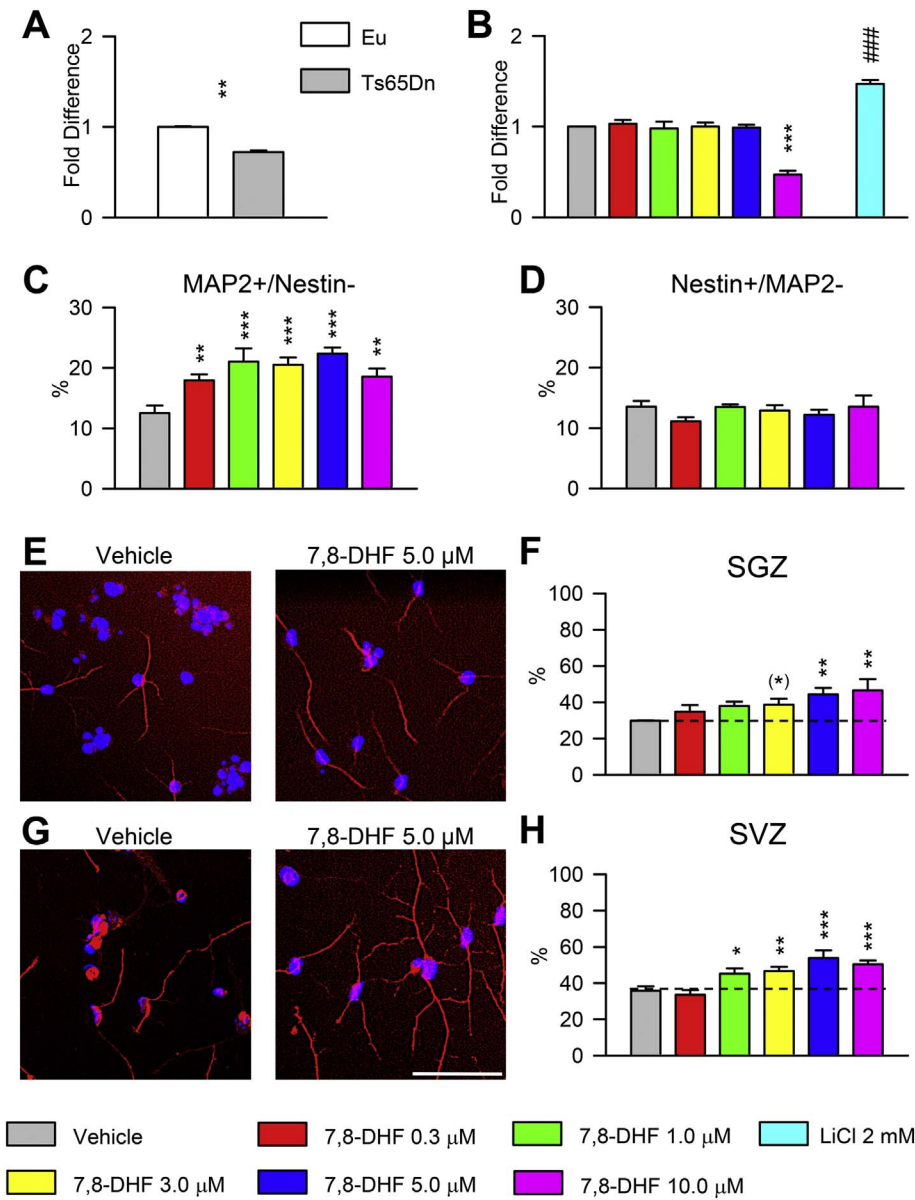 A
2
1
0
Fold Difference
**
Eu
Ts65Dn
B
2
1
0
Fold Difference
***
###
C
MAP2+/Nestin-
30
20
10
0
%
**
***
***
***
**
D
Nestin+/MAP2-
30
20
10
0
%
E
Vehicle
7,8-DHF 5.0 µM
F
SGZ
100
80
60
40
20
0
%
(*)
**
**
G
Vehicle
7,8-DHF 5.0 µM
H
SVZ
100
80
60
40
20
0
%
*
**
***
***
Vehicle
7,8-DHF 0.3 µM
7,8-DHF 1.0 µM
LiCl 2 mM
7,8-DHF 3.0 µM
7,8-DHF 5.0 µM
7,8-DHF 10.0 µM